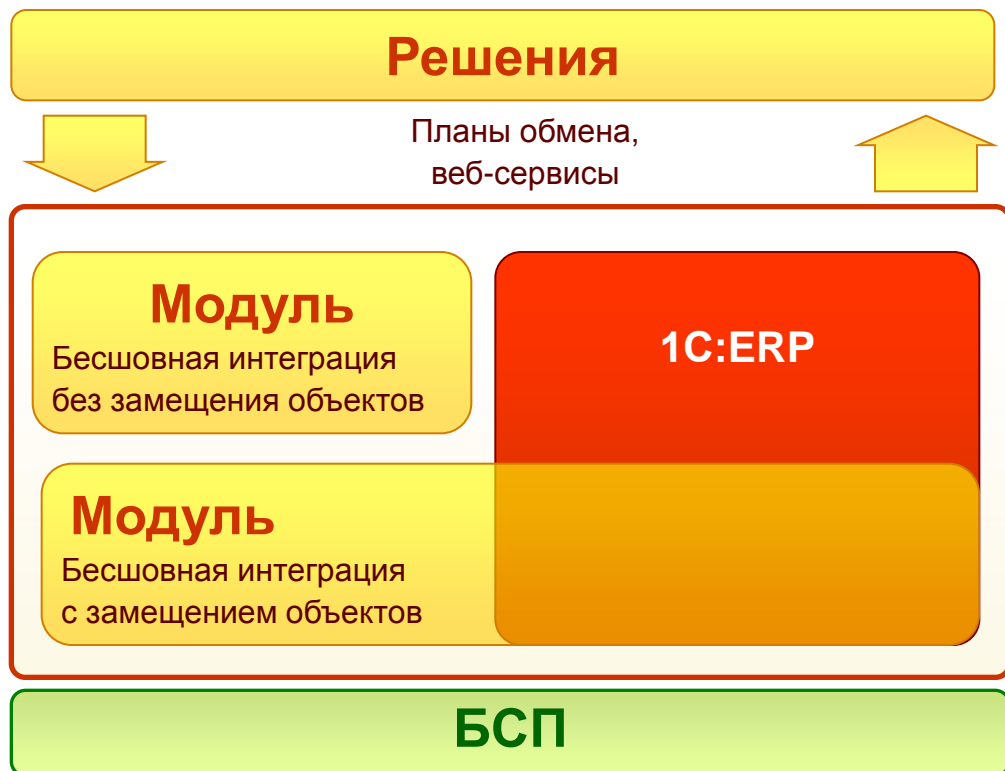 Решения
Планы обмена,
веб-сервисы
Модуль
Бесшовная интеграция
без замещения объектов
1С:ERP
Модуль
Бесшовная интеграция
с замещением объектов
БСП